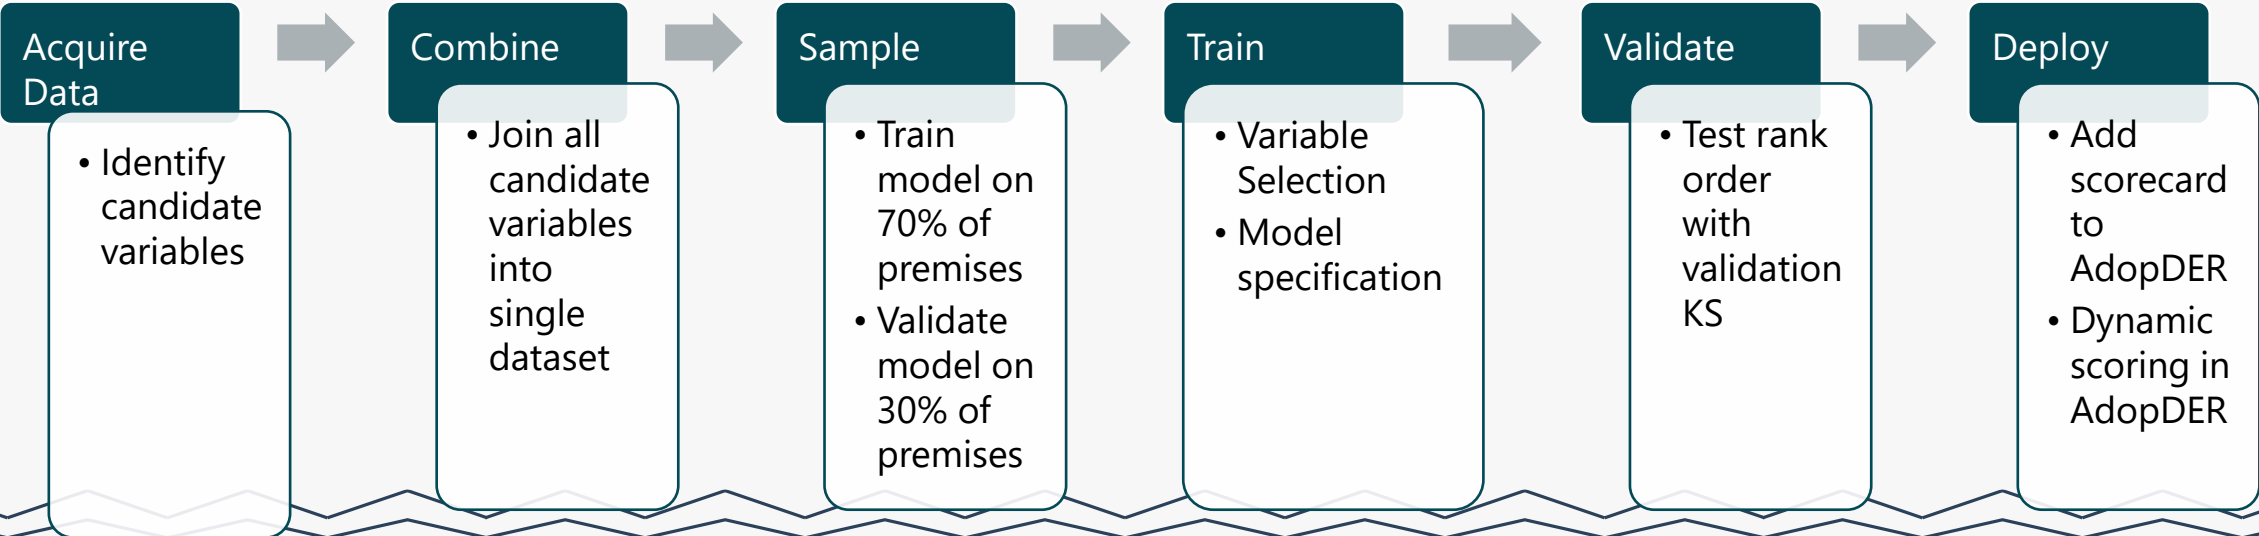 Acquire
Data
• Identify
candidate
variables
Combine
• Join all
candidate
variables
into
single
dataset
Sample
• Train
model on
70% of
premises
• Validate
model on
30% of
premises
Train
• Variable
Selection
• Model
specification
Validate
• Test rank
order
with
validation
KS
Deploy
• Add
scorecard
to
AdopDER
• Dynamic
scoring in
AdopDER